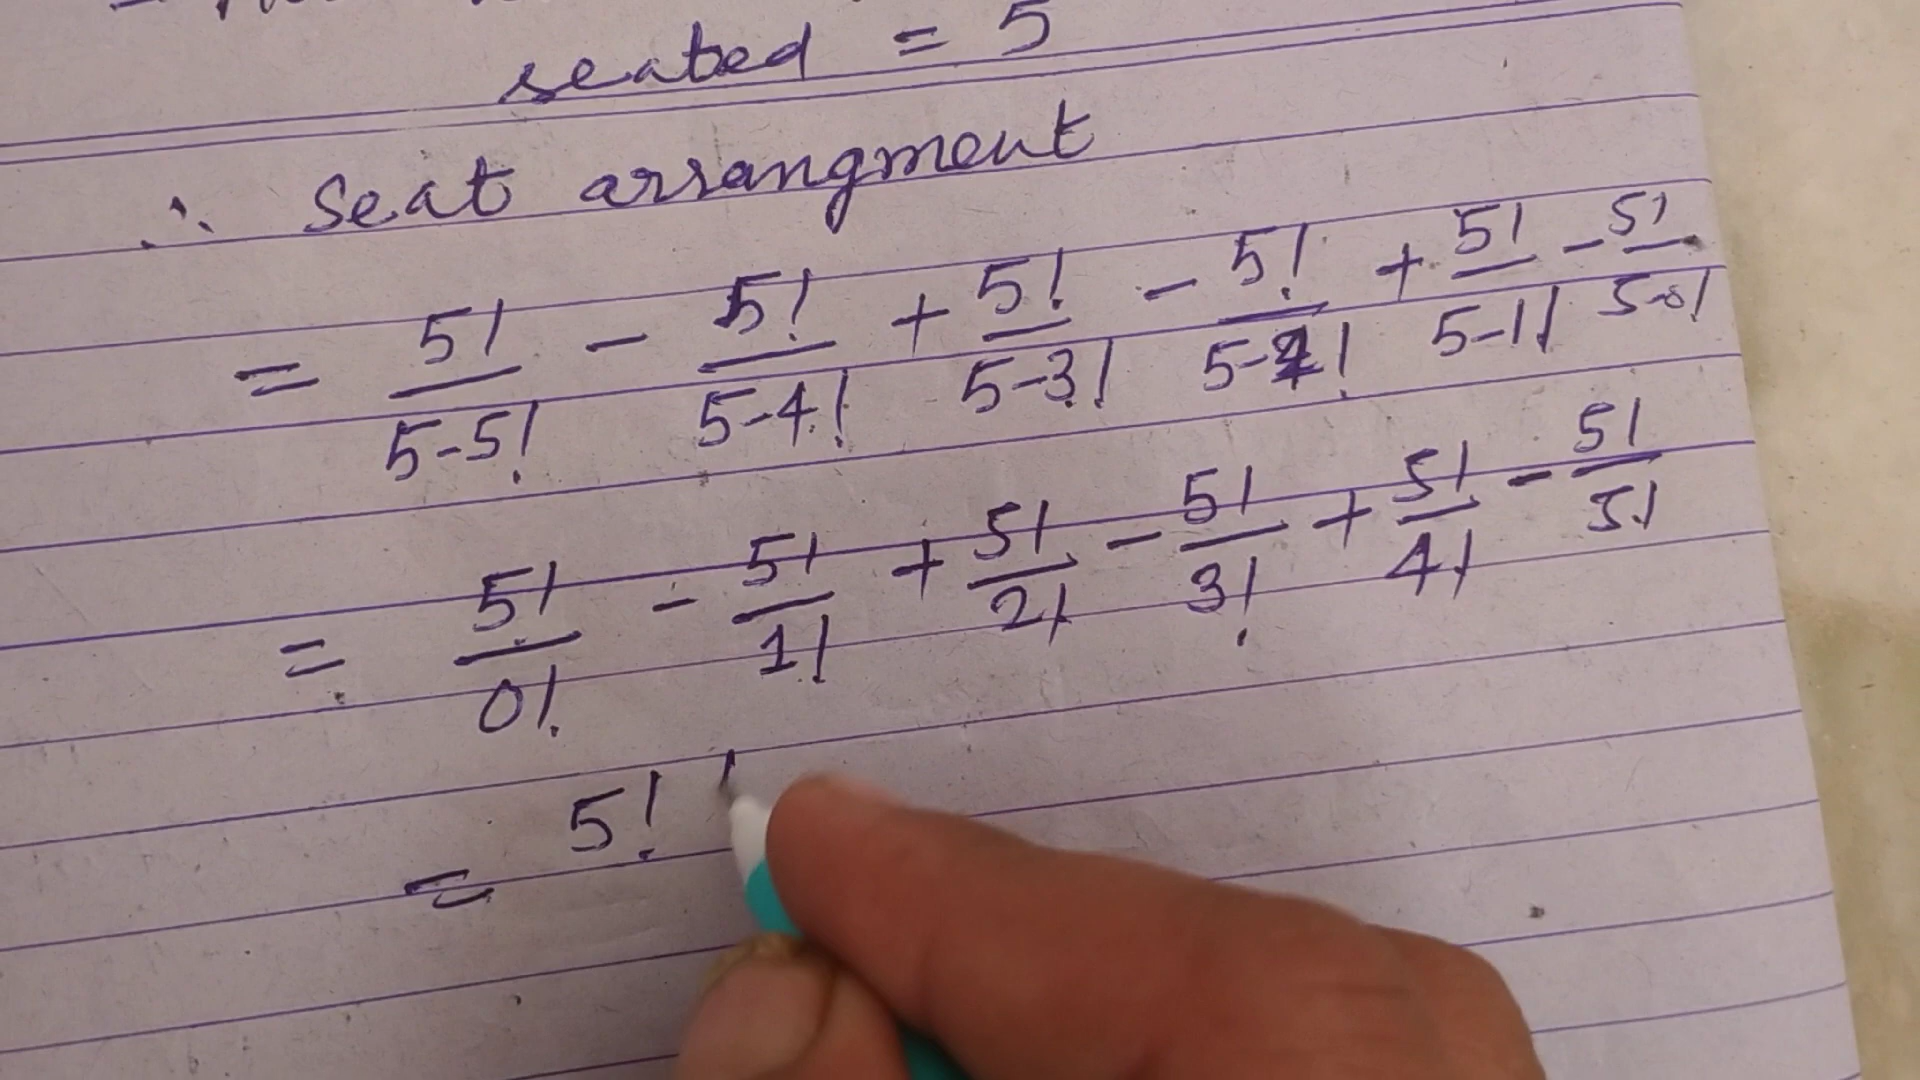 seated = 5
∴ Seat arrangment
= 5!/5-5! - 5!/5-4! + 5!/5-3! - 5!/5-2! + 5!/5-1! - 5!/5-0!
= 5!/0! - 5!/1! + 5!/2! - 5!/3! + 5!/4! - 5!/5!
= 5!